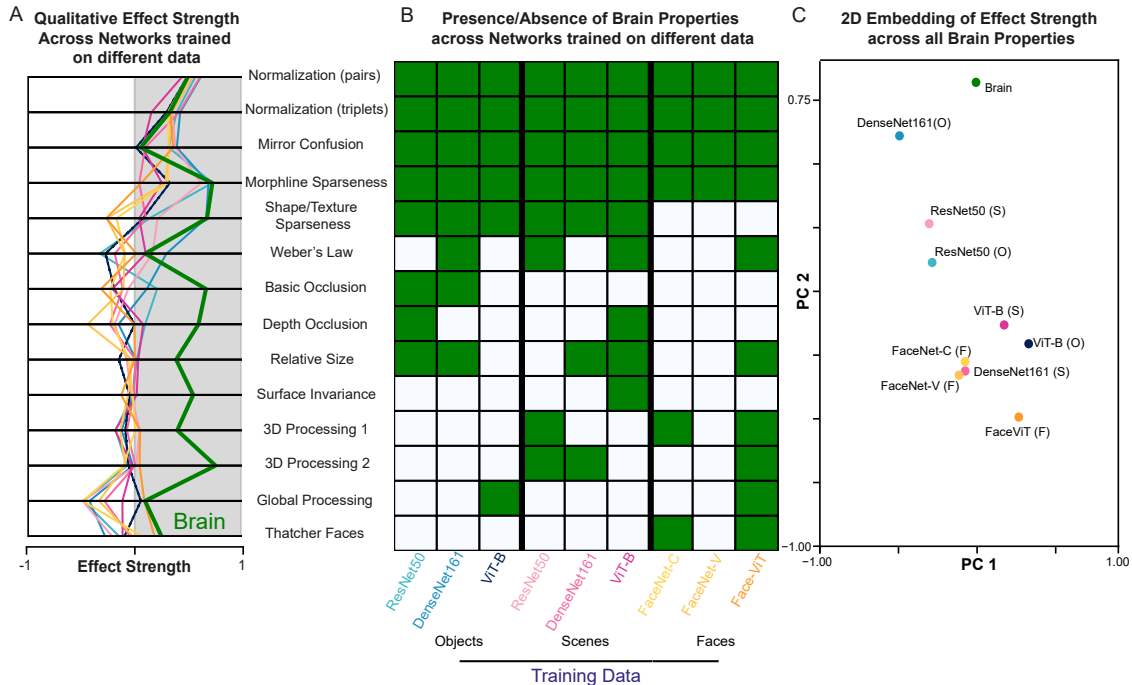 A
Qualitative Effect Strength
Across Networks trained
on different data
Normalization (pairs)
Normalization (triplets)
Mirror Confusion
Morphline Sparseness
Shape/Texture
Sparseness
Weber's Law
Basic Occlusion
Depth Occlusion
Relative Size
Surface Invariance
3D Processing 1
3D Processing 2
Global Processing
Thatcher Faces
Brain
-1
Effect Strength
1
B
Presence/Absence of Brain Properties
across Networks trained on different data
ResNet50
DenseNet161
ViT-B
ResNet50
DenseNet161
ViT-B
FaceNet-C
FaceNet-V
Face-ViT
Objects
Scenes
Faces
Training Data
C
2D Embedding of Effect Strength
across all Brain Properties
0.75
PC 2
−1.00
−1.00
PC 1
1.00
Brain
DenseNet161(O)
ResNet50 (S)
ResNet50 (O)
ViT-B (S)
ViT-B (O)
FaceNet-C (F)
DenseNet161 (S)
FaceNet-V (F)
FaceViT (F)